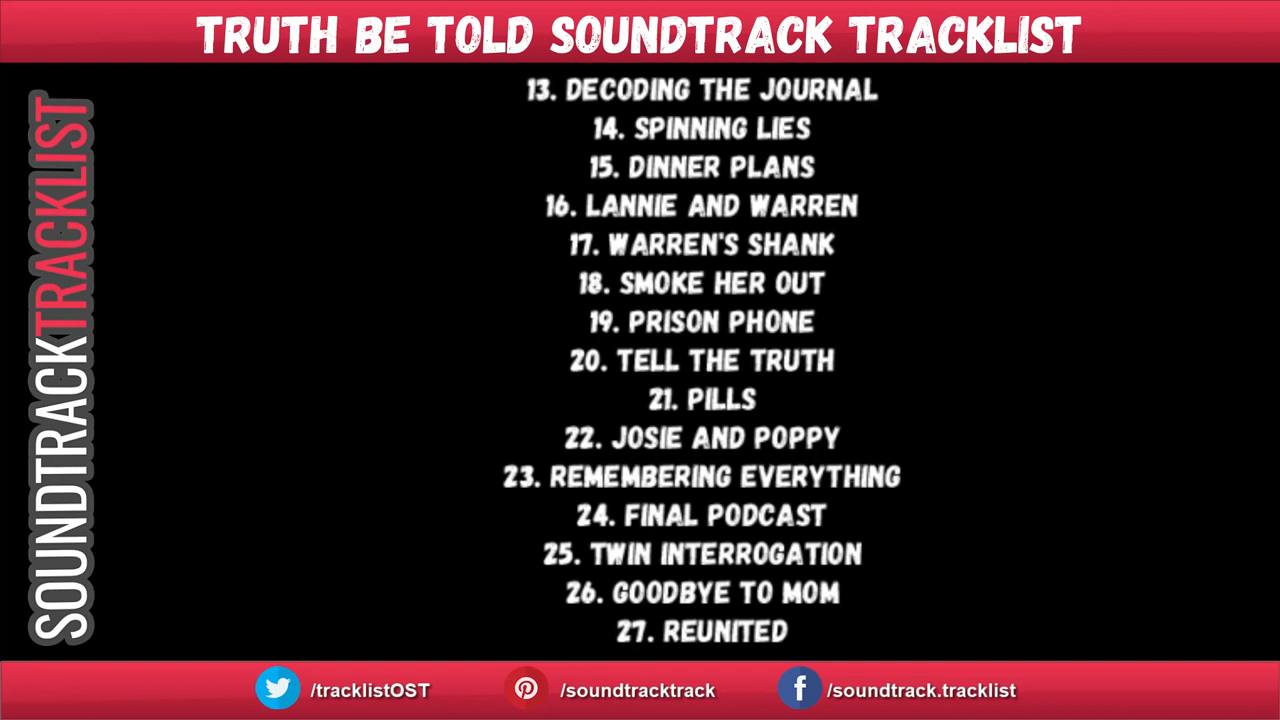 TRUTH BE TOLD SOUNDTRACK TRACKLIST
SOUNDTRACKTRACKLIST
13. DECODING THE JOURNAL
14. SPINNING LIES
15. DINNER PLANS
16. LANNIE AND WARREN
17. WARREN'S SHANK
18. SMOKE HER OUT
19. PRISON PHONE
20. TELL THE TRUTH
21. PILLS
22. JOSIE AND POPPY
23. REMEMBERING EVERYTHING
24. FINAL PODCAST
25. TWIN INTERROGATION
26. GOODBYE TO MOM
27. REUNITED
/tracklistOST /soundtracktrack /soundtrack.tracklist